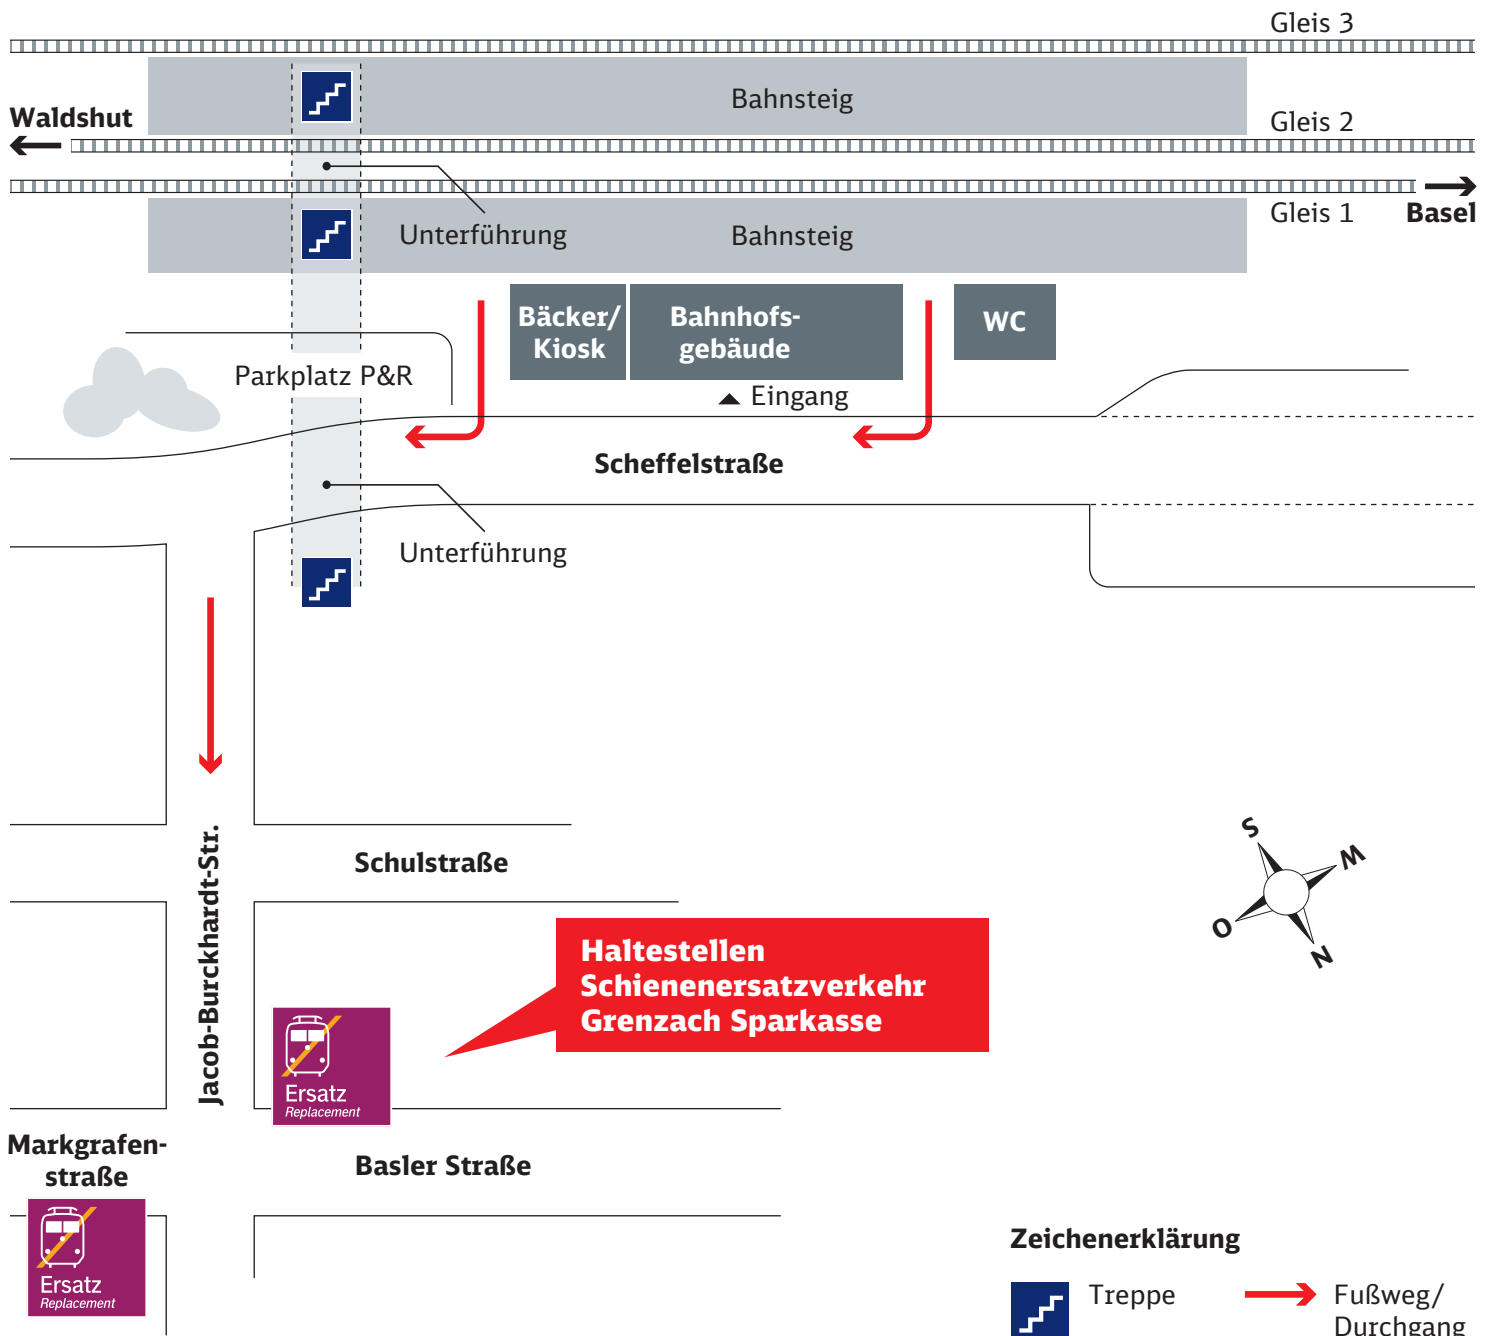 Gleis 3
Bahnsteig
Waldshut
Gleis 2
Unterführung
Bahnsteig
Gleis 1
Basel
Bäcker/
Kiosk
Bahnhofs-
gebäude
WC
Parkplatz P&R
Eingang
Scheffelstraße
Unterführung
Jacob-Burckhardt-Str.
Schulstraße
S
W
O
N
Haltestellen
Schienenersatzverkehr
Grenzach Sparkasse
Ersatz
Replacement
Markgrafen-
straße
Basler Straße
Ersatz
Replacement
Zeichenerklärung
Treppe
Fußweg/
Durchgang